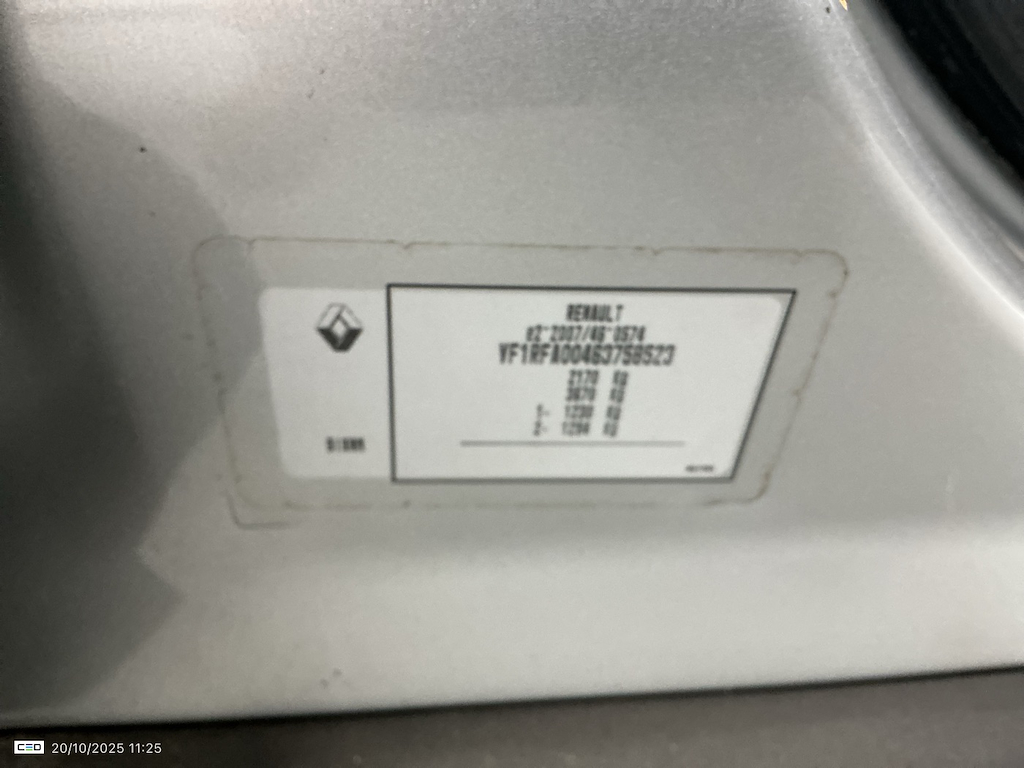 RENAULT
e2*2007/46*0574
VF1RFA00463758523
2170 Kg
3670 Kg
1- 1230 Kg
2- 1294 Kg
CEO 20/10/2025 11:25